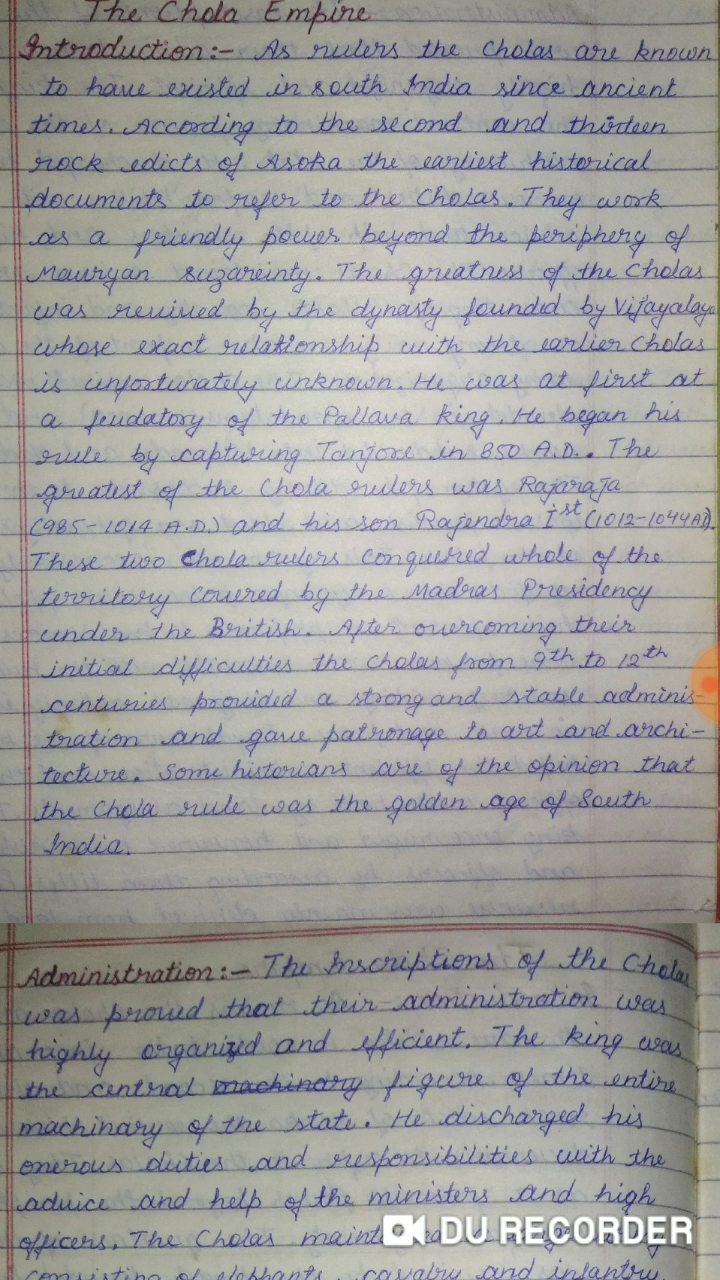 The Chola Empire
Introduction:- As rulers the Cholas are known
to have existed in south India since ancient
times. According to the second and thirteen
rock edicts of Asoka the earliest historical
documents to refer to the Cholas. They work
as a friendly power beyond the periphery of
Mauryan suzareinty. The greatness of the Cholas
was revived by the dynasty founded by Vijayalaya
whose exact relationship with the earlier Cholas
is unfortunately unknown. He was at first at
a feudatory of the Pallava king. He began his
rule by capturing Tanjore in 850 A.D.. The
greatest of the Chola rulers was Rajaraja
(985-1014 A.D.) and his son Rajendra Ist (1012-1044AD).
These two Chola rulers conquered whole of the
territory covered by the Madras Presidency
under the British. After overcoming their
initial difficulties the Cholas from 9th to 12th
centuries provided a strong and stable adminis-
tration and gave patronage to art and archi-
tecture. Some historians are of the opinion that
the Chola rule was the golden age of South
India.
Administration:- The Inscriptions of the Cholas
was proved that their administration was
highly organized and efficient. The king was
the central machinary figure of the entire
machinary of the state. He discharged his
onerous duties and responsibilities with the
advice and help of the ministers and high
officers. The Cholas
DU RECORDER
consisting of elephants, cavalry and infantry.